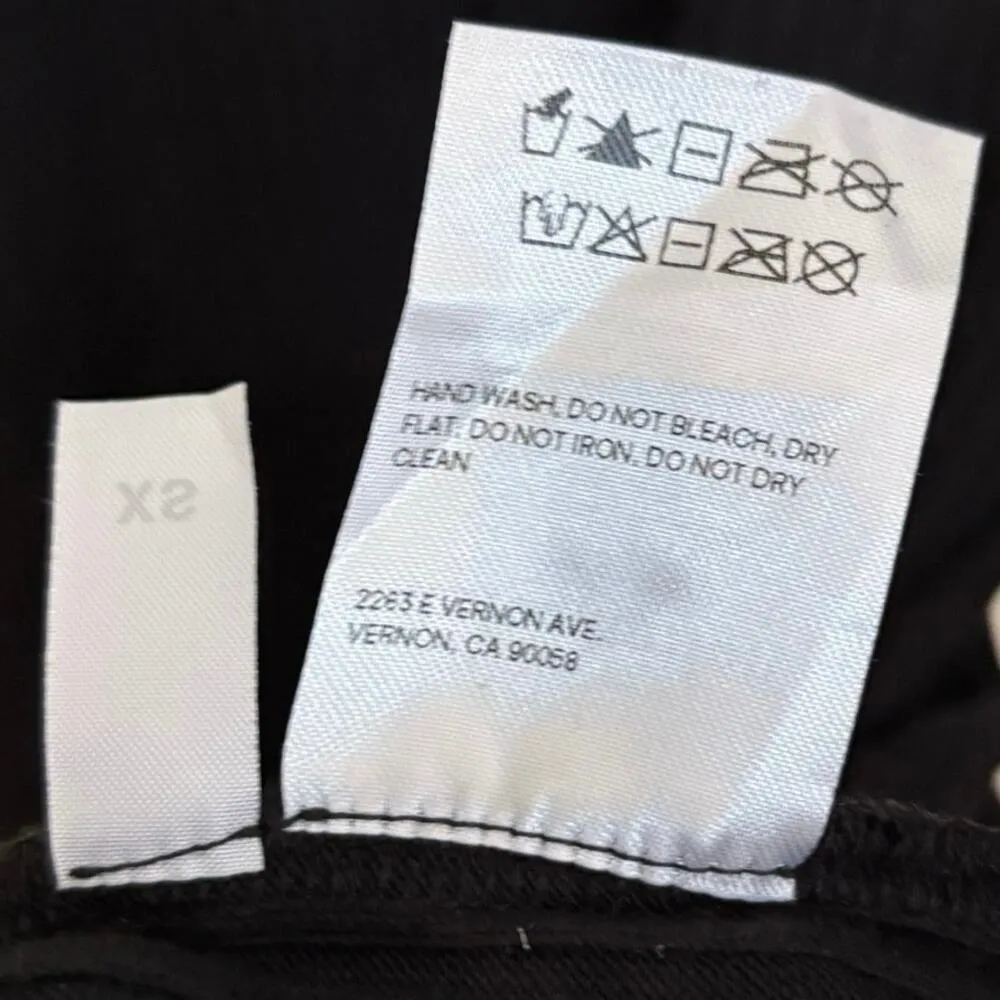 HAND WASH, DO NOT BLEACH, DRY
FLAT, DO NOT IRON, DO NOT DRY
CLEAN
2263 E VERNON AVE.
VERNON, CA 90058
XS